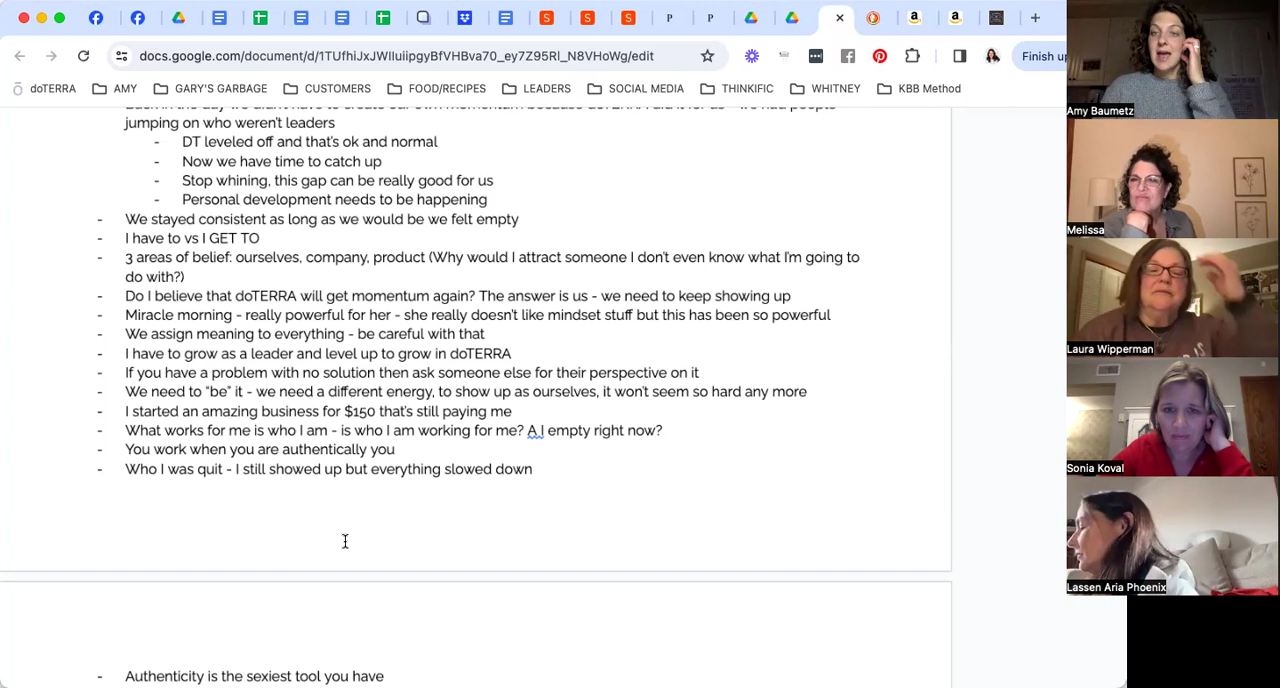 docs.google.com/document/d/1TUfhiJxJWIluiipgyBfVHBva70_ey7Z95Rl_N8VHoWg/edit
Finish up
doTERRA
AMY
GARY'S GARBAGE
CUSTOMERS
FOOD/RECIPES
LEADERS
SOCIAL MEDIA
THINKIFIC
WHITNEY
KBB Method
jumping on who weren't leaders
- DT leveled off and that's ok and normal
- Now we have time to catch up
- Stop whining, this gap can be really good for us
- Personal development needs to be happening
- We stayed consistent as long as we would be we felt empty
- I have to vs I GET TO
- 3 areas of belief: ourselves, company, product (Why would I attract someone I don't even know what I'm going to
do with?)
- Do I believe that doTERRA will get momentum again? The answer is us - we need to keep showing up
- Miracle morning - really powerful for her - she really doesn't like mindset stuff but this has been so powerful
- We assign meaning to everything - be careful with that
- I have to grow as a leader and level up to grow in doTERRA
- If you have a problem with no solution then ask someone else for their perspective on it
- We need to "be" it - we need a different energy, to show up as ourselves, it won't seem so hard any more
- I started an amazing business for $150 that's still paying me
- What works for me is who I am - is who I am working for me? A I empty right now?
- You work when you are authentically you
- Who I was quit - I still showed up but everything slowed down
- Authenticity is the sexiest tool you have
Amy Baumetz
Melissa
Laura Wipperman
Sonia Koval
Lassen Aria Phoenix